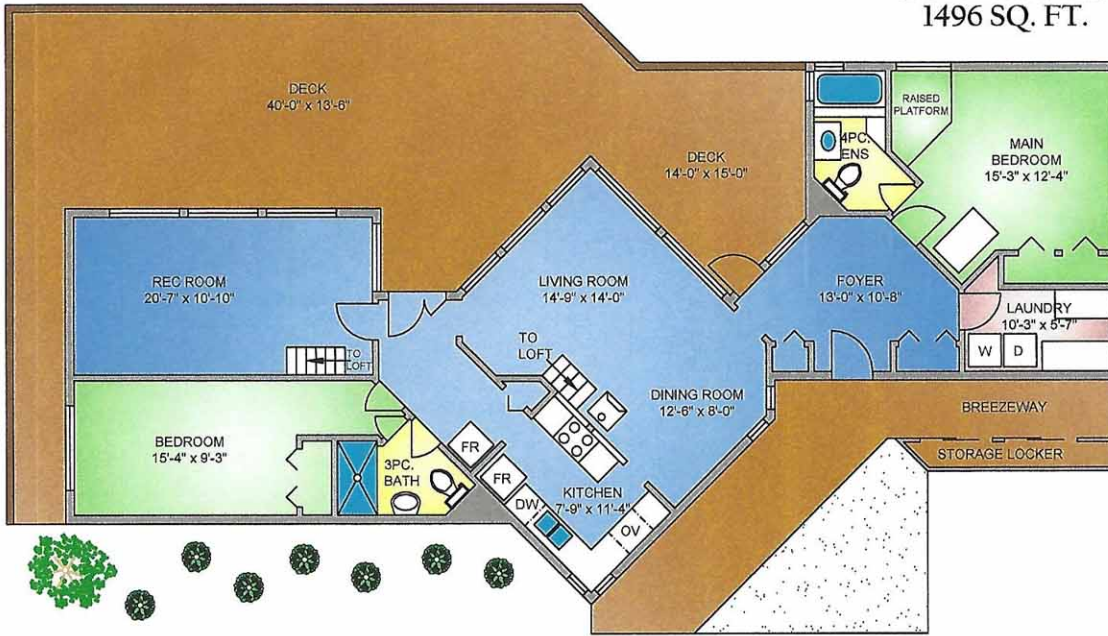 1496 SQ. FT.
DECK
40'-0" x 13'-6"
RAISED
PLATFORM
4PC.
ENS
MAIN
BEDROOM
15'-3" x 12'-4"
DECK
14'-0" x 15'-0"
REC ROOM
20'-7" x 10'-10"
LIVING ROOM
14'-9" x 14'-0"
FOYER
13'-0" x 10'-8"
LAUNDRY
10'-3" x 5'-7"
W
D
TO
LOFT
TO
LOFT
DINING ROOM
12'-6" x 8'-0"
BREEZEWAY
STORAGE LOCKER
BEDROOM
15'-4" x 9'-3"
3PC.
BATH
FR
FR
DW
KITCHEN
7'-9" x 11'-4"
OV